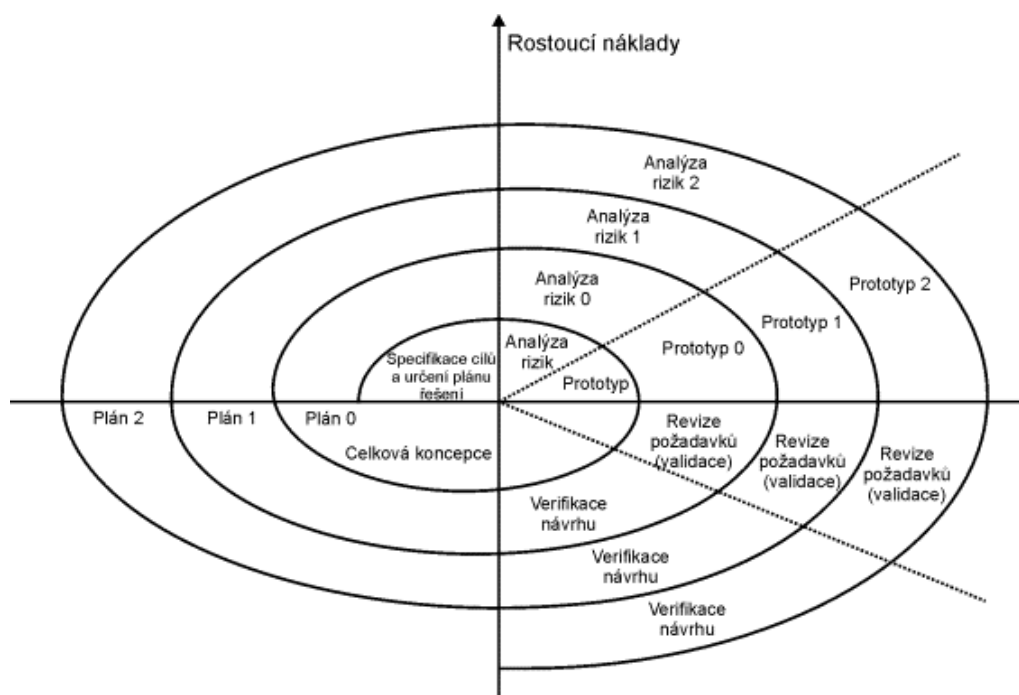 Rostoucí náklady
Analýza
rizik 2
Analýza
rizik 1
Analýza
rizik 0
Prototyp 2
Prototyp 1
Prototyp 0
Analýza
rizik
Specifikace cílů
a určení plánu
řešení
Prototyp
Plán 2
Plán 1
Plán 0
Celková koncepce
Revize
požadavků
(validace)
Revize
požadavků
(validace)
Revize
požadavků
(validace)
Verifikace
návrhu
Verifikace
návrhu
Verifikace
návrhu